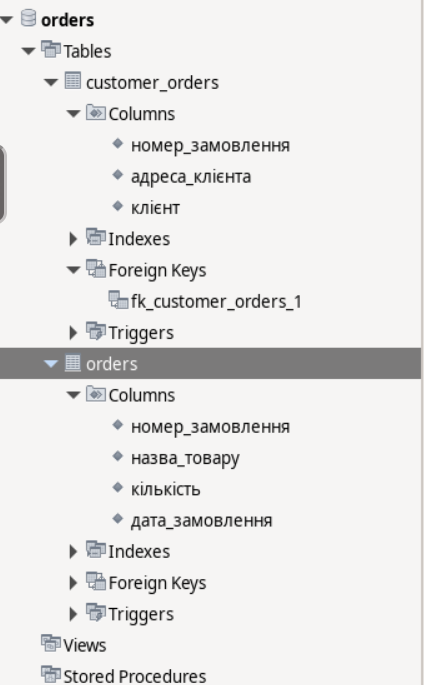 orders
Tables
customer_orders
Columns
номер_замовлення
адреса_клієнта
клієнт
Indexes
Foreign Keys
fk_customer_orders_1
Triggers
orders
Columns
номер_замовлення
назва_товару
кількість
дата_замовлення
Indexes
Foreign Keys
Triggers
Views
Stored Procedures